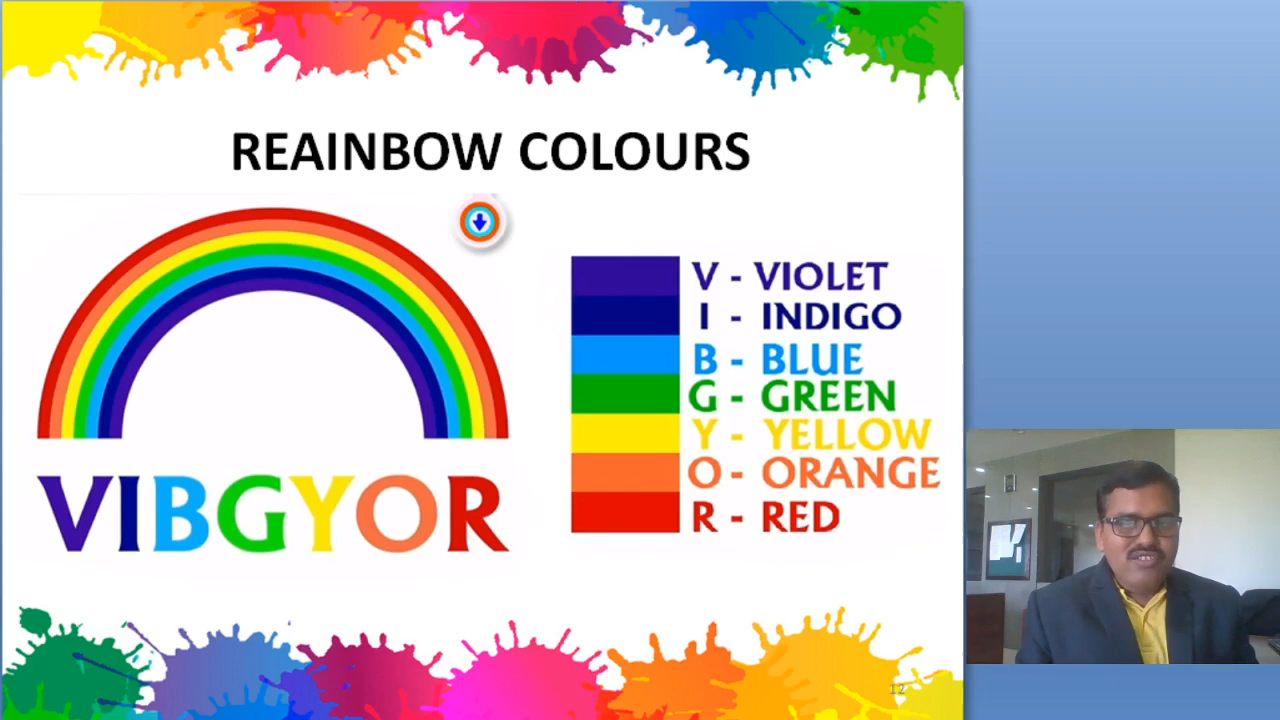 REAINBOW COLOURS
VIBGYOR
V - VIOLET
I - INDIGO
B - BLUE
G - GREEN
Y - YELLOW
O - ORANGE
R - RED
12